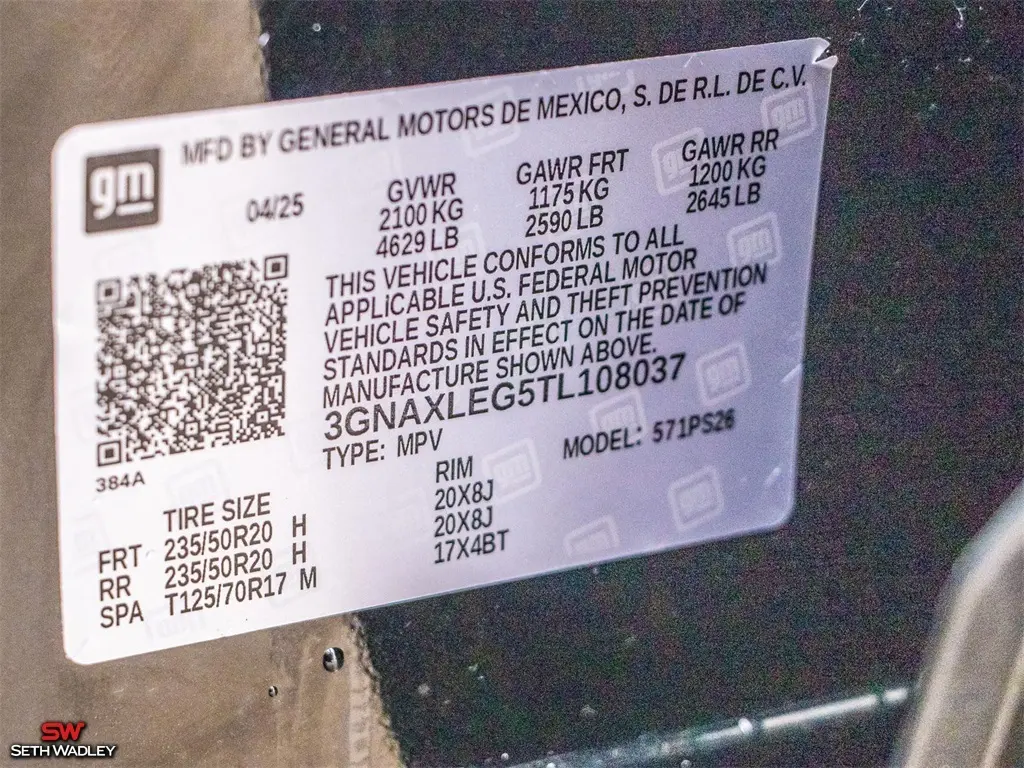 MFD BY GENERAL MOTORS DE MEXICO, S. DE R.L. DE C.V.
gm
04/25
GVWR GAWR FRT GAWR RR
2100 KG 1175 KG 1200 KG
4629 LB 2590 LB 2645 LB
THIS VEHICLE CONFORMS TO ALL
APPLICABLE U.S. FEDERAL MOTOR
VEHICLE SAFETY AND THEFT PREVENTION
STANDARDS IN EFFECT ON THE DATE OF
MANUFACTURE SHOWN ABOVE.
3GNAXLEG5TL108037
TYPE: MPV MODEL: 571PS26
384A
TIRE SIZE RIM
FRT 235/50R20 H 20X8J
RR 235/50R20 H 20X8J
SPA T125/70R17 M 17X4BT
SW
SETH WADLEY